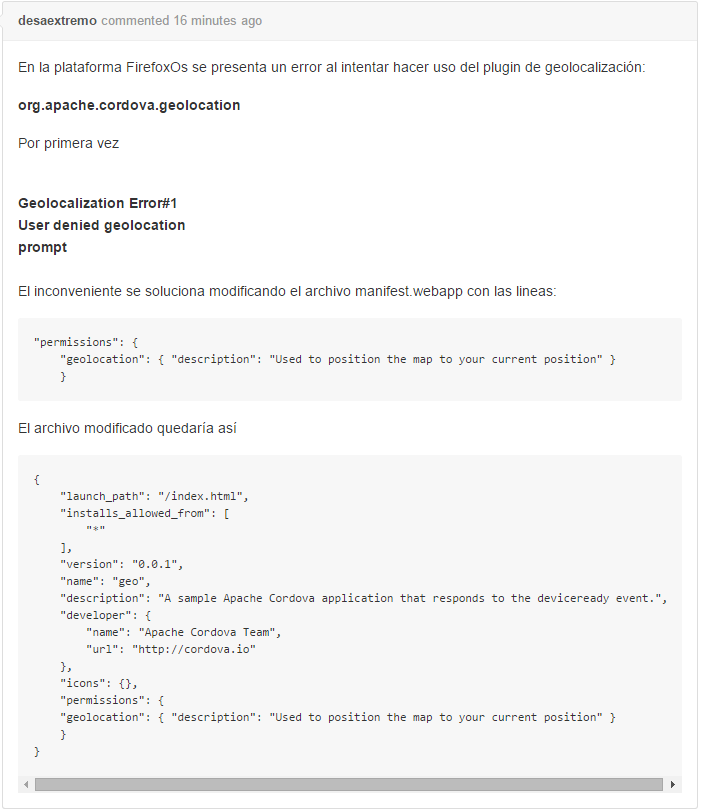 desaextremo commented 16 minutes ago
En la plataforma FirefoxOs se presenta un error al intentar hacer uso del plugin de geolocalización:
org.apache.cordova.geolocation
Por primera vez
Geolocalization Error#1
User denied geolocation
prompt
El inconveniente se soluciona modificando el archivo manifest.webapp con las lineas:
"permissions": {
    "geolocation": { "description": "Used to position the map to your current position" }
    }
El archivo modificado quedaría así
{
    "launch_path": "/index.html",
    "installs_allowed_from": [
        "*"
    ],
    "version": "0.0.1",
    "name": "geo",
    "description": "A sample Apache Cordova application that responds to the deviceready event.",
    "developer": {
        "name": "Apache Cordova Team",
        "url": "http://cordova.io"
    },
    "icons": {},
    "permissions": {
    "geolocation": { "description": "Used to position the map to your current position" }
    }
}